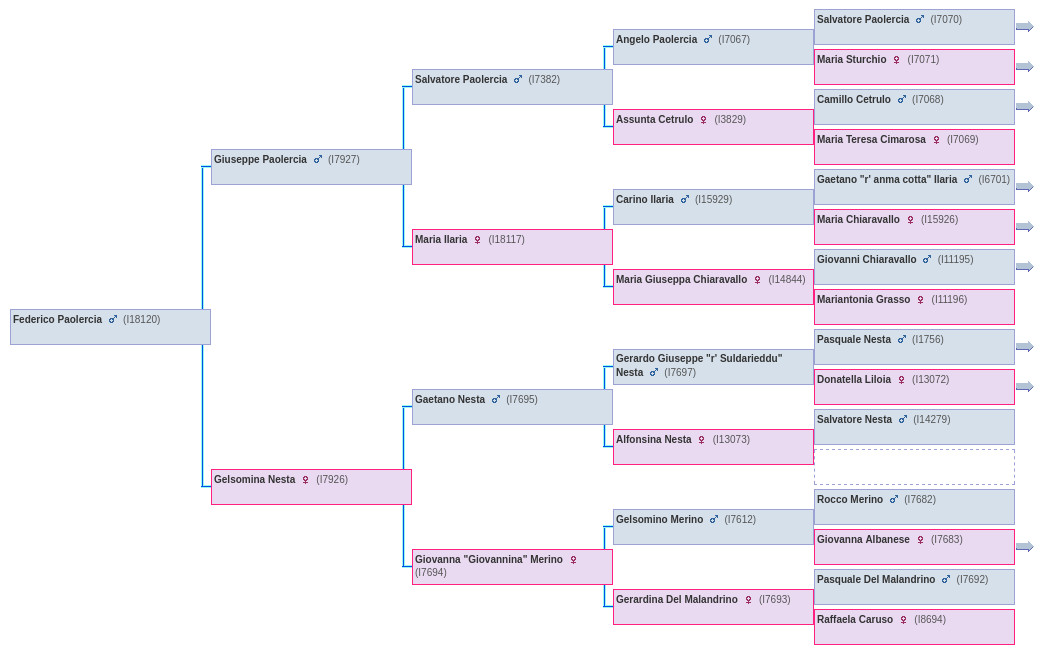 Salvatore Paolercia ♂ (I7070)
Angelo Paolercia ♂ (I7067)
Maria Sturchio ♀ (I7071)
Salvatore Paolercia ♂ (I7382)
Camillo Cetrulo ♂ (I7068)
Assunta Cetrulo ♀ (I3829)
Maria Teresa Cimarosa ♀ (I7069)
Giuseppe Paolercia ♂ (I7927)
Gaetano "r' anma cotta" Ilaria ♂ (I6701)
Carino Ilaria ♂ (I15929)
Maria Chiaravallo ♀ (I15926)
Maria Ilaria ♀ (I18117)
Giovanni Chiaravallo ♂ (I11195)
Maria Giuseppa Chiaravallo ♀ (I14844)
Mariantonia Grasso ♀ (I11196)
Federico Paolercia ♂ (I18120)
Pasquale Nesta ♂ (I1756)
Gerardo Giuseppe "r' Suldarieddu"
Nesta ♂ (I7697)
Donatella Liloia ♀ (I13072)
Gaetano Nesta ♂ (I7695)
Salvatore Nesta ♂ (I14279)
Alfonsina Nesta ♀ (I13073)
Gelsomina Nesta ♀ (I7926)
Rocco Merino ♂ (I7682)
Gelsomino Merino ♂ (I7612)
Giovanna Albanese ♀ (I7683)
Giovanna "Giovannina" Merino ♀
(I7694)
Pasquale Del Malandrino ♂ (I7692)
Gerardina Del Malandrino ♀ (I7693)
Raffaela Caruso ♀ (I8694)